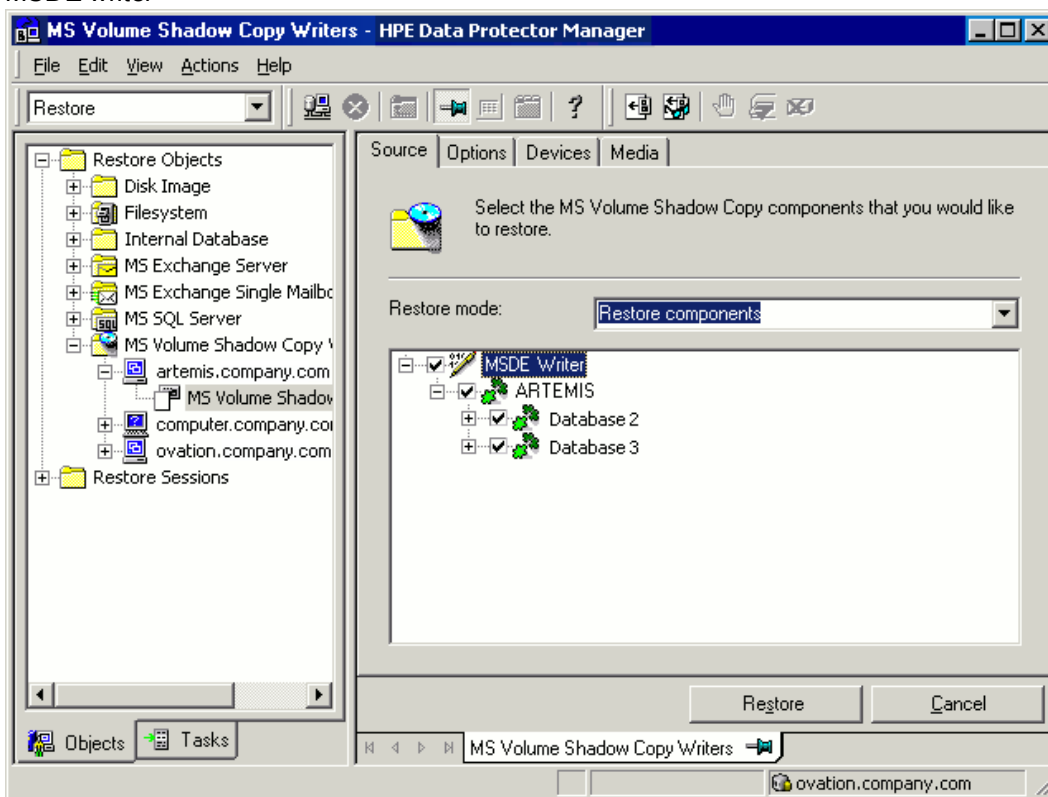 MSDE writer
MS Volume Shadow Copy Writers - HPE Data Protector Manager
File Edit View Actions Help
Restore
Restore Objects
Disk Image
Filesystem
Internal Database
MS Exchange Server
MS Exchange Single Mailbo
MS SQL Server
MS Volume Shadow Copy
artemis.company.com
MS Volume Shadow
computer.company.co
ovation.company.com
Restore Sessions
Objects Tasks
Source Options Devices Media
Select the MS Volume Shadow Copy components that you would like
to restore.
Restore mode: Restore components
MSDE Writer
ARTEMIS
Database 2
Database 3
Restore Cancel
MS Volume Shadow Copy Writers
ovation.company.com